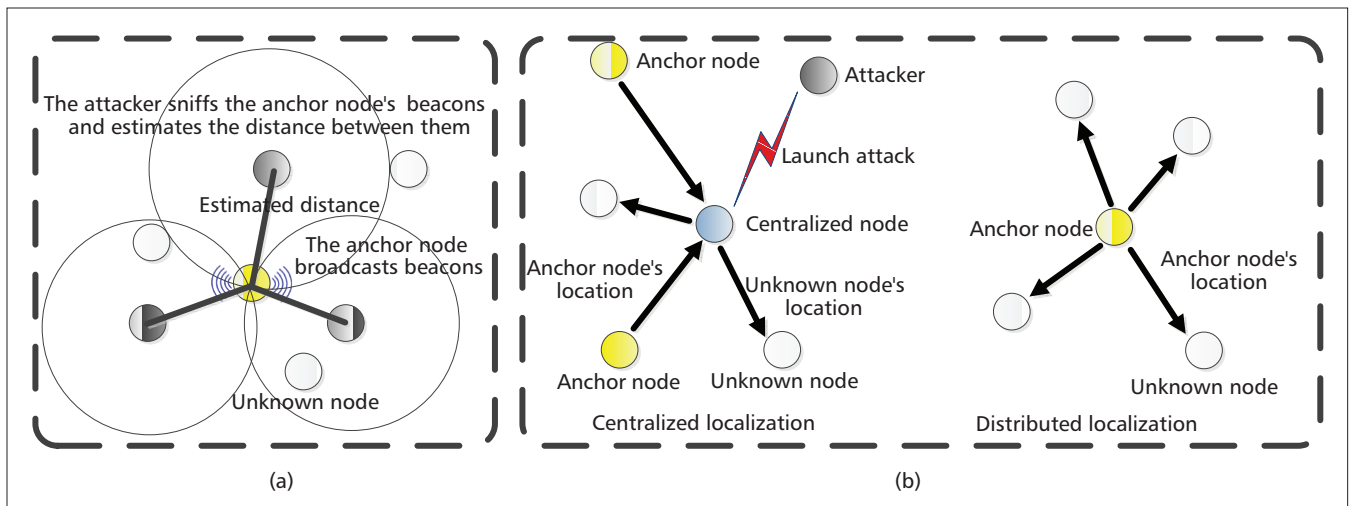 The attacker sniffs the anchor node's beacons
and estimates the distance between them
Estimated distance
The anchor node
broadcasts beacons
Unknown node
(a)
Anchor node
Attacker
Launch attack
Centralized node
Anchor node's
location
Unknown node's
location
Anchor node
Unknown node
Centralized localization
Anchor node
Anchor node's
location
Unknown node
Distributed localization
(b)